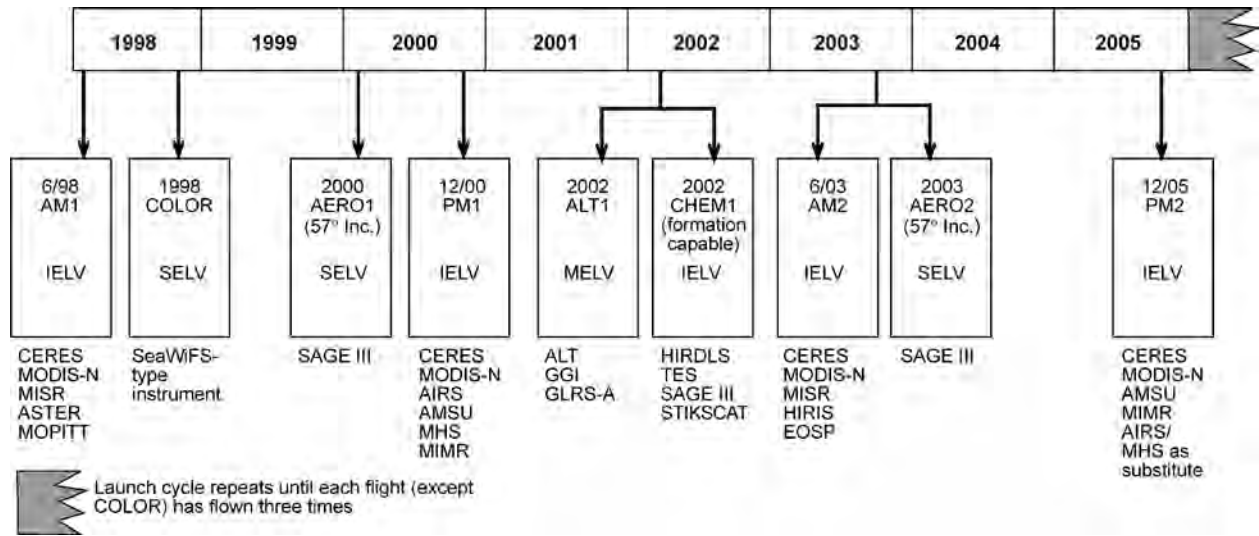 1998
1999
2000
2001
2002
2003
2004
2005
6/98
AM1
IELV
1998
COLOR
SELV
2000
AERO1
(57° Inc.)
SELV
12/00
PM1
IELV
2002
ALT1
MELV
2002
CHEM1
(formation
capable)
IELV
6/03
AM2
IELV
2003
AERO2
(57° Inc.)
SELV
12/05
PM2
IELV
CERES
MODIS-N
MISR
ASTER
MOPITT
SeaWiFS-
type
instrument
SAGE III
CERES
MODIS-N
AIRS
AMSU
MHS
MIMR
ALT
GGI
GLRS-A
HIRDLS
TES
SAGE III
STIKSCAT
CERES
MODIS-N
MISR
HIRIS
EOSP
SAGE III
CERES
MODIS-N
AMSU
MIMR
AIRS/
MHS as
substitute
Launch cycle repeats until each flight (except
COLOR) has flown three times